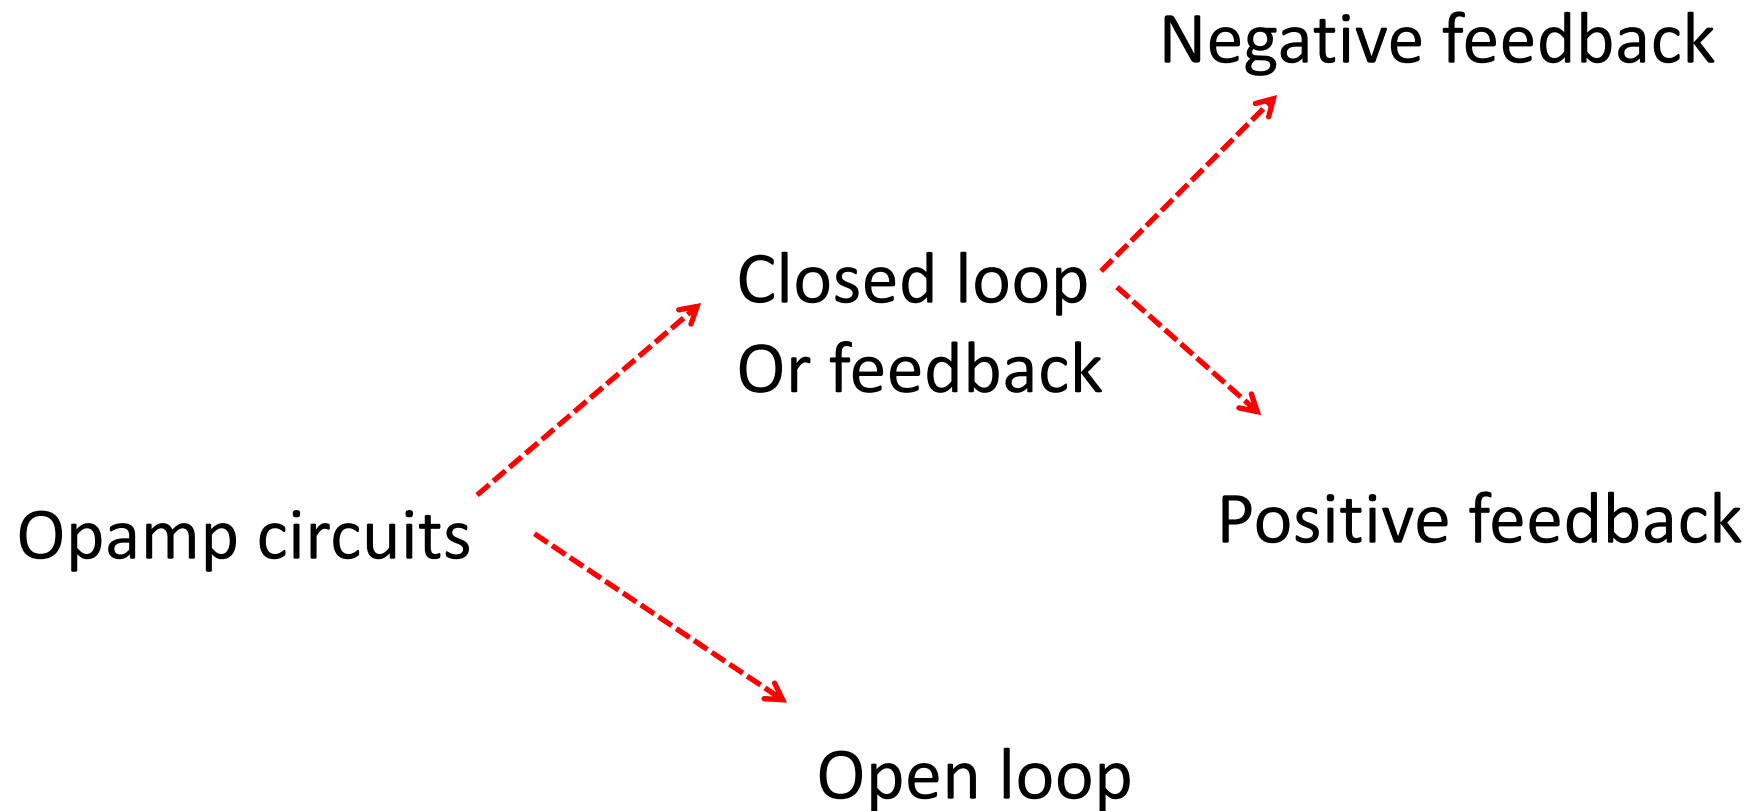 Negative feedback
Closed loop
Or feedback
Positive feedback
Opamp circuits
Open loop